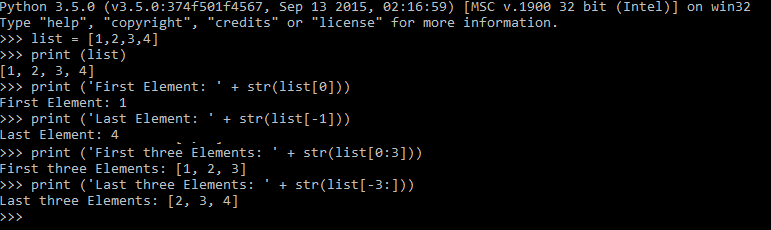 Python 3.5.0 (v3.5.0:374f501f4567, Sep 13 2015, 02:16:59) [MSC v.1900 32 bit (Intel)] on win32
Type "help", "copyright", "credits" or "license" for more information.
>>> list = [1,2,3,4]
>>> print (list)
[1, 2, 3, 4]
>>> print ('First Element: ' + str(list[0]))
First Element: 1
>>> print ('Last Element: ' + str(list[-1]))
Last Element: 4
>>> print ('First three Elements: ' + str(list[0:3]))
First three Elements: [1, 2, 3]
>>> print ('Last three Elements: ' + str(list[-3:]))
Last three Elements: [2, 3, 4]
>>>